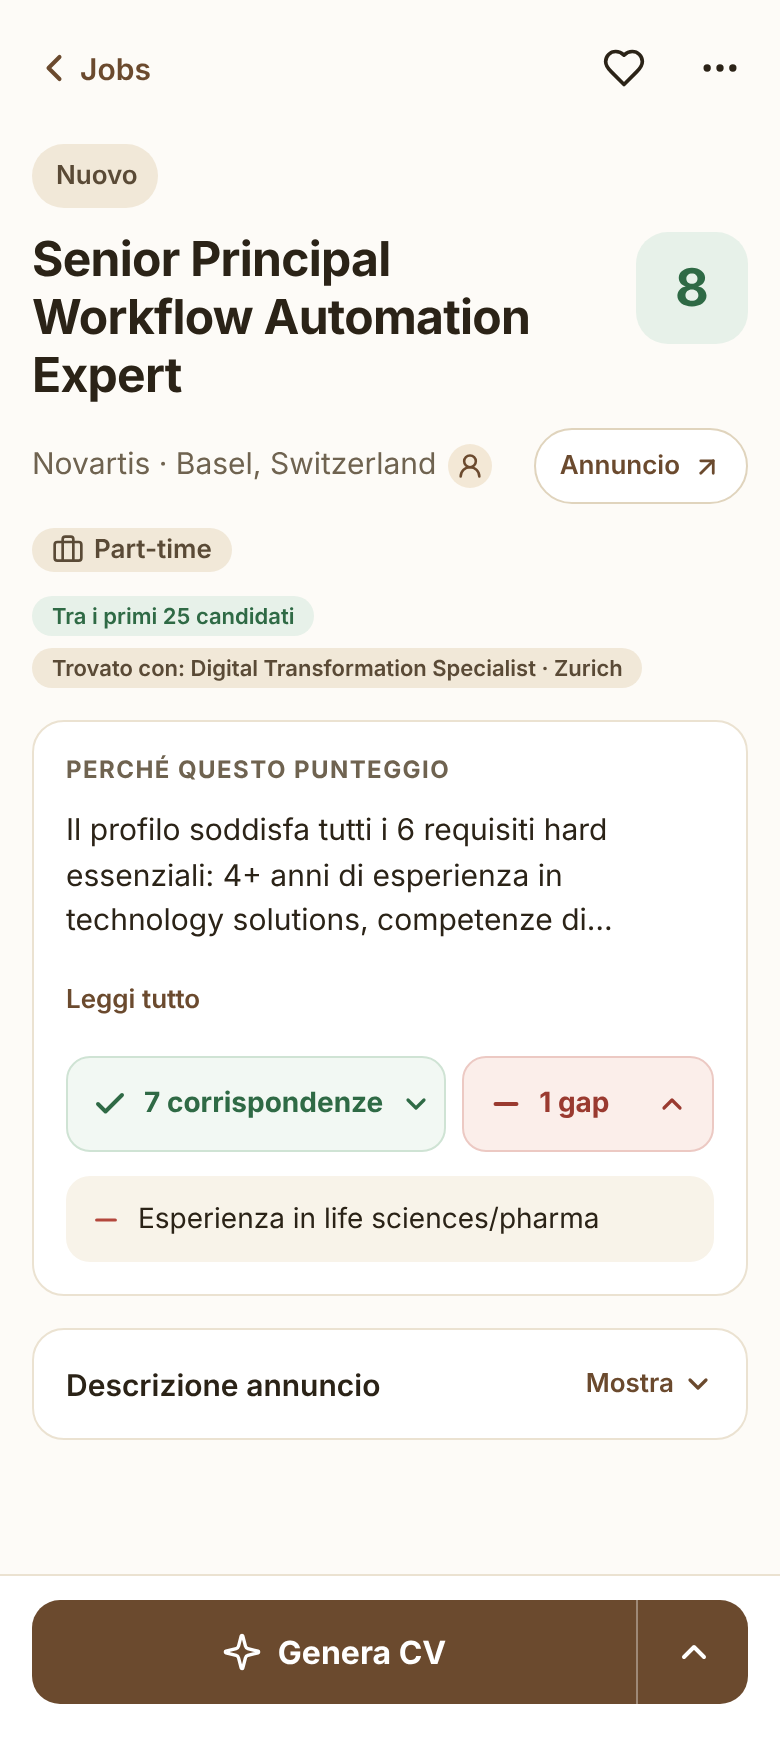 Jobs
Nuovo
Senior Principal
Workflow Automation
Expert
8
Novartis · Basel, Switzerland
Annuncio
Part-time
Tra i primi 25 candidati
Trovato con: Digital Transformation Specialist · Zurich
PERCHÉ QUESTO PUNTEGGIO
Il profilo soddisfa tutti i 6 requisiti hard
essenziali: 4+ anni di esperienza in
technology solutions, competenze di...
Leggi tutto
7 corrispondenze
1 gap
Esperienza in life sciences/pharma
Descrizione annuncio
Mostra
Genera CV